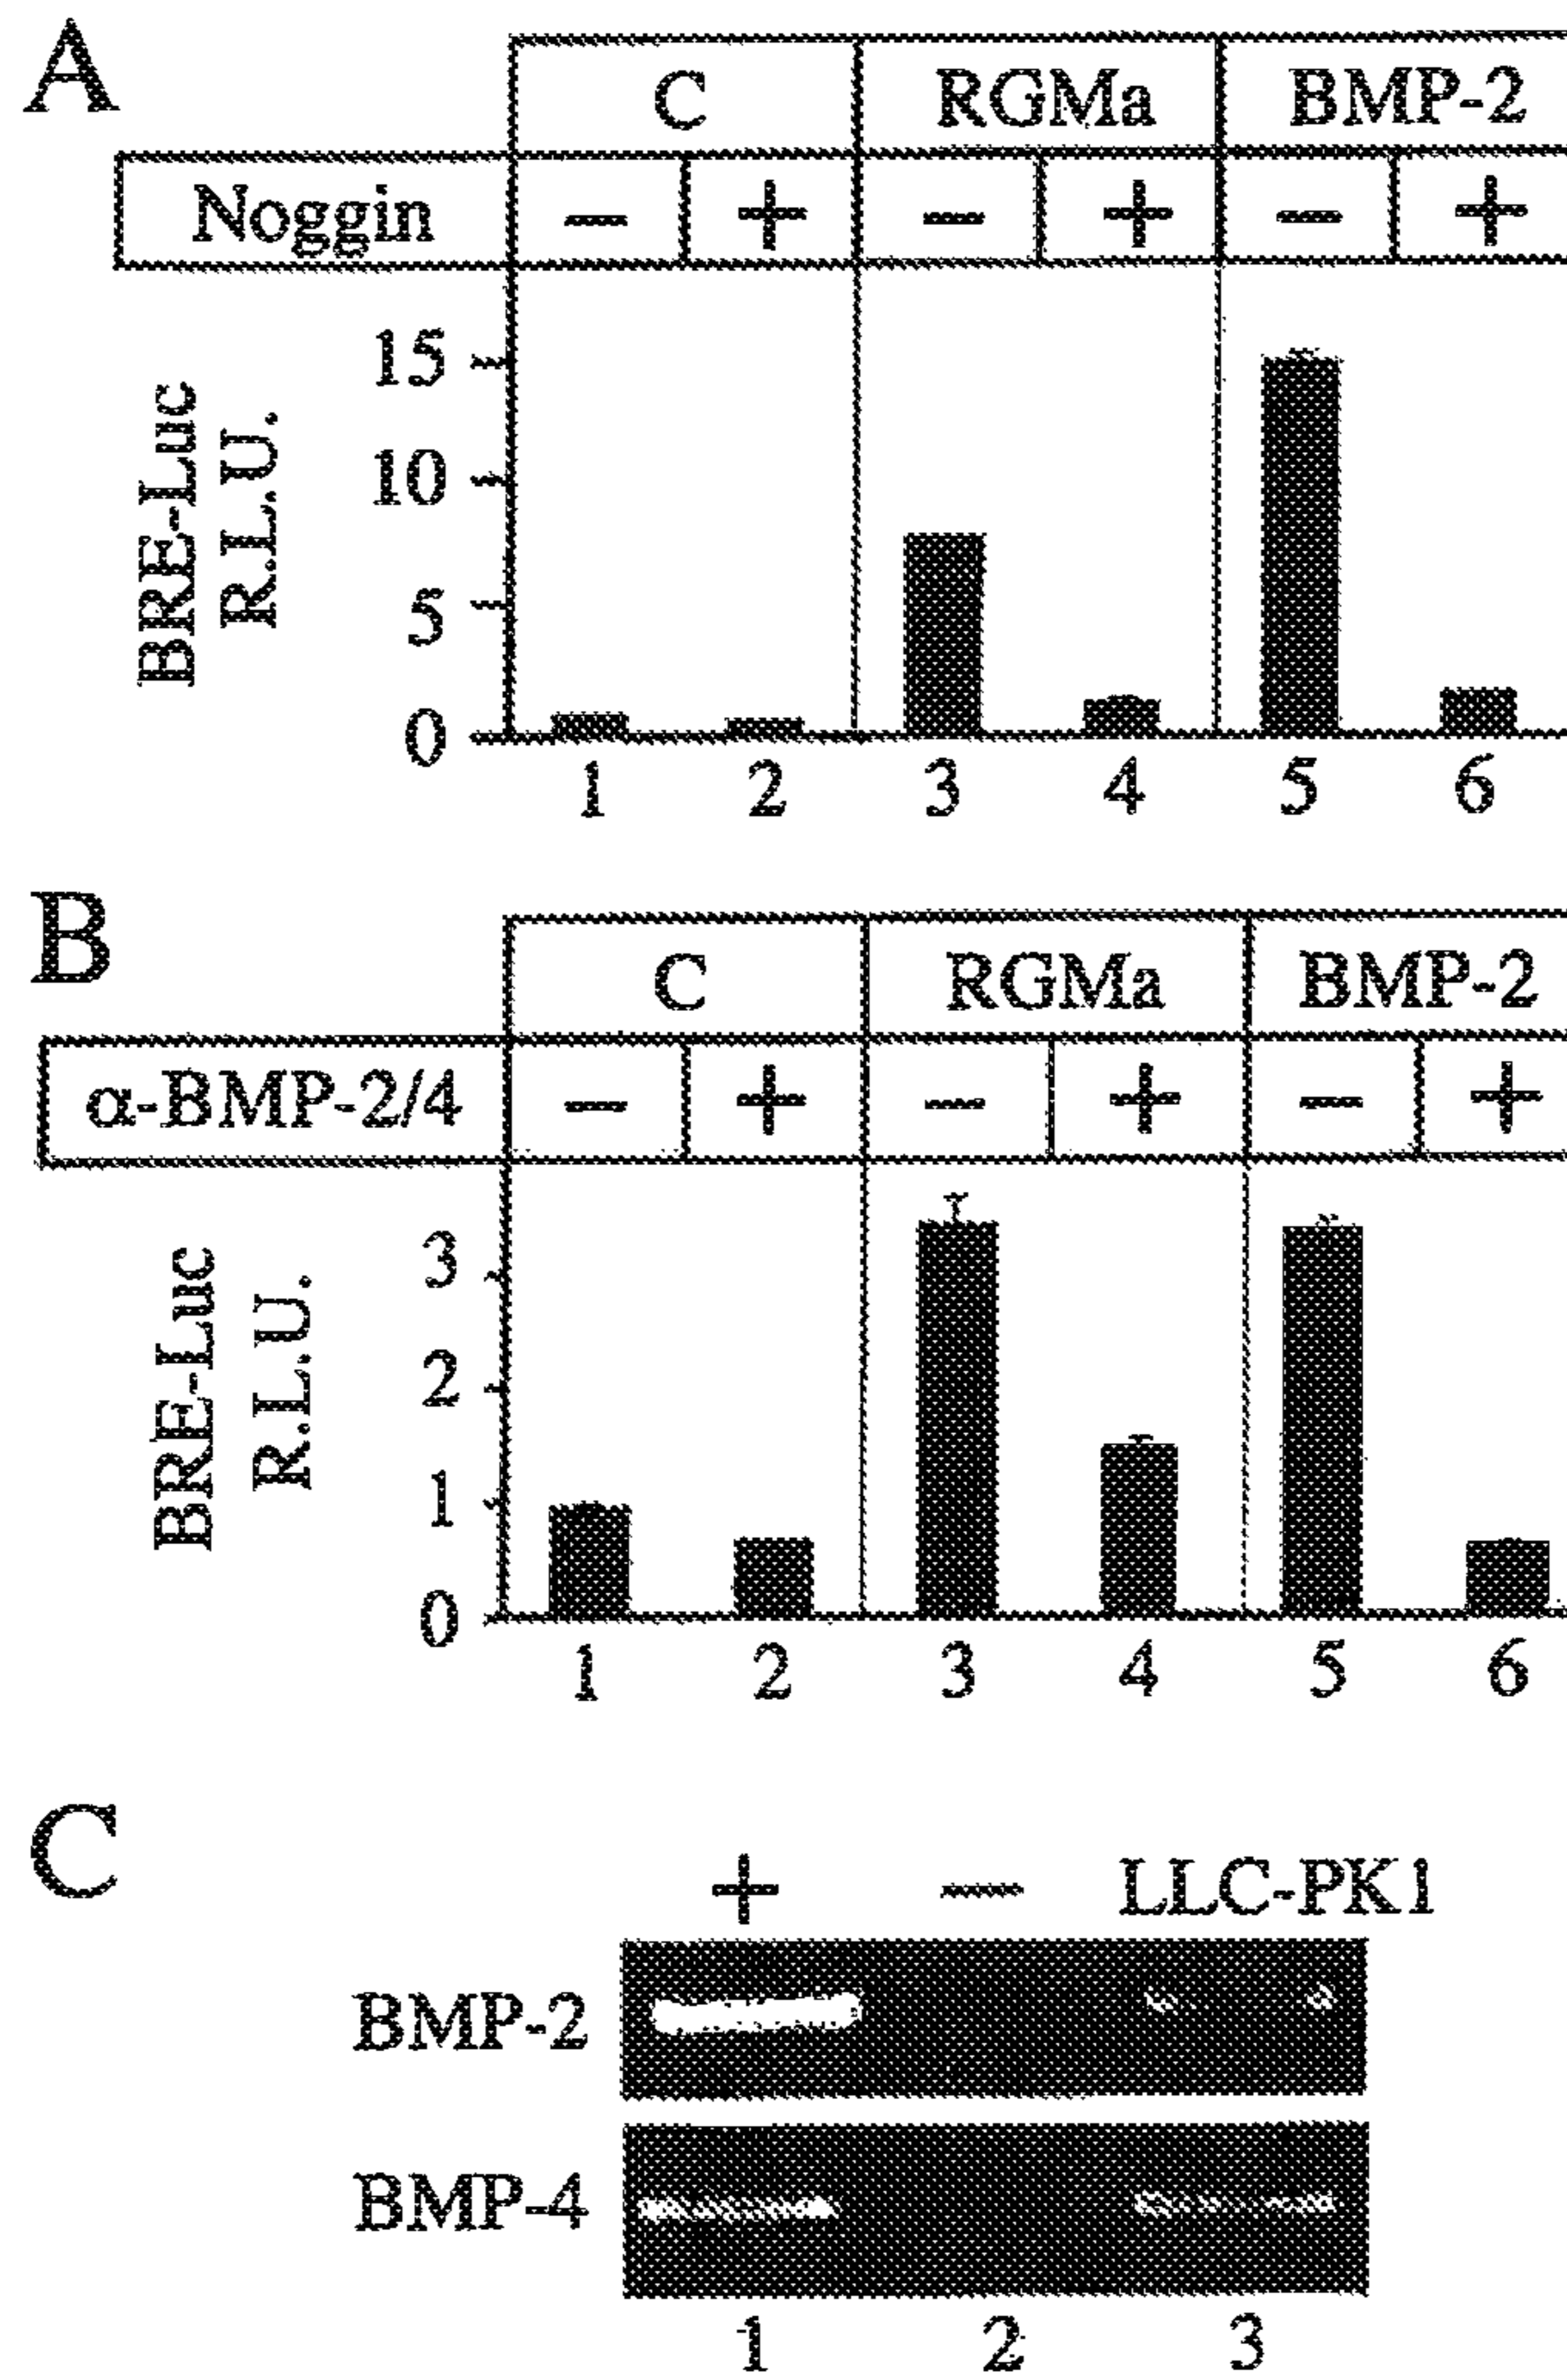 A
C RGMa BMP-2
Noggin − + − + − +
15
10
5
0
BRE-Luc
R.L.U.
1 2 3 4 5 6
B
C RGMa BMP-2
α-BMP-2/4 − + − + − +
3
2
1
0
BRE-Luc
R.L.U.
1 2 3 4 5 6
C
+ − LLC-PK1
BMP-2
BMP-4
1 2 3